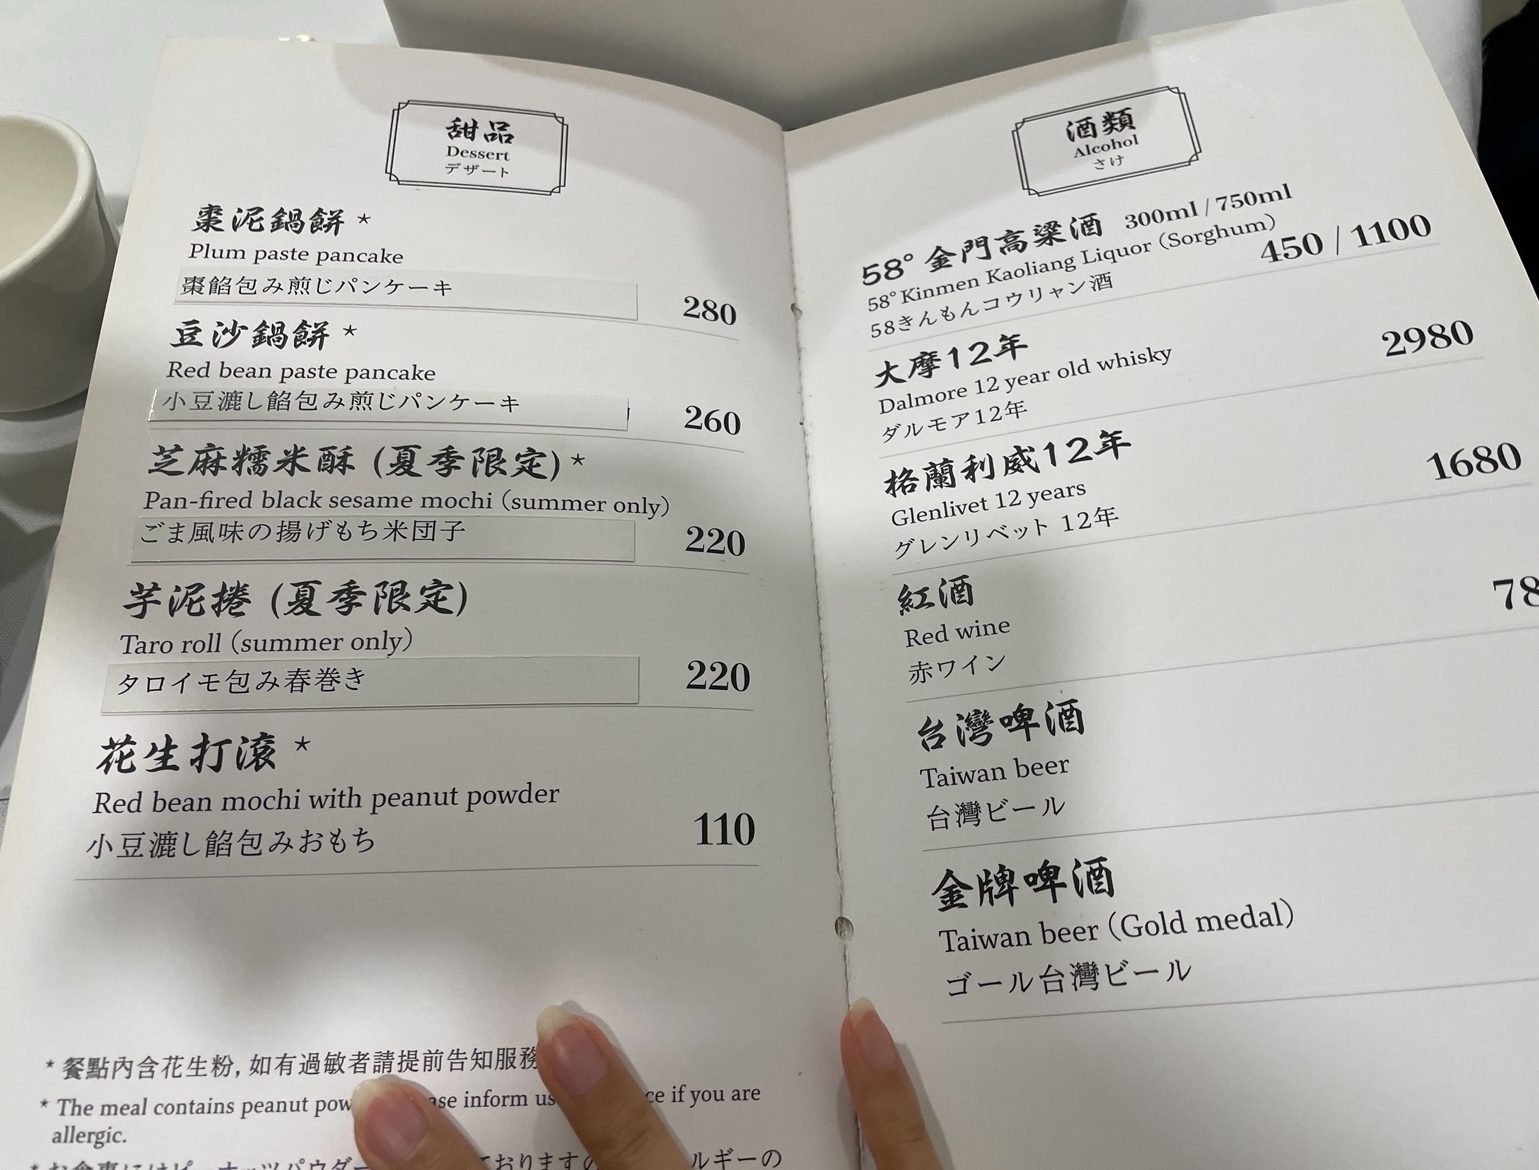 甜品
Dessert
デザート
棗泥鍋餅 *
Plum paste pancake
棗餡包み煎じパンケーキ
280
豆沙鍋餅 *
Red bean paste pancake
小豆漉し餡包み煎じパンケーキ
260
芝麻糯米酥 (夏季限定) *
Pan-fired black sesame mochi (summer only)
ごま風味の揚げもち米団子
220
芋泥捲 (夏季限定)
Taro roll (summer only)
タロイモ包み春巻き
220
花生打滾 *
Red bean mochi with peanut powder
小豆漉し餡包みおもち
110
* 餐點內含花生粉, 如有過敏者請提前告知服務
* The meal contains peanut inform us if you are
allergic.
酒類
Alcohol
さけ
58° 金門高粱酒 300ml / 750ml
58° Kinmen Kaoliang Liquor (Sorghum)
450 / 1100
58きんもんコウリャン酒
大摩12年
2980
Dalmore 12 year old whisky
ダルモア12年
格蘭利威12年
1680
Glenlivet 12 years
グレンリベット 12年
紅酒
78
Red wine
赤ワイン
台灣啤酒
Taiwan beer
台灣ビール
金牌啤酒
Taiwan beer (Gold medal)
ゴール台灣ビール